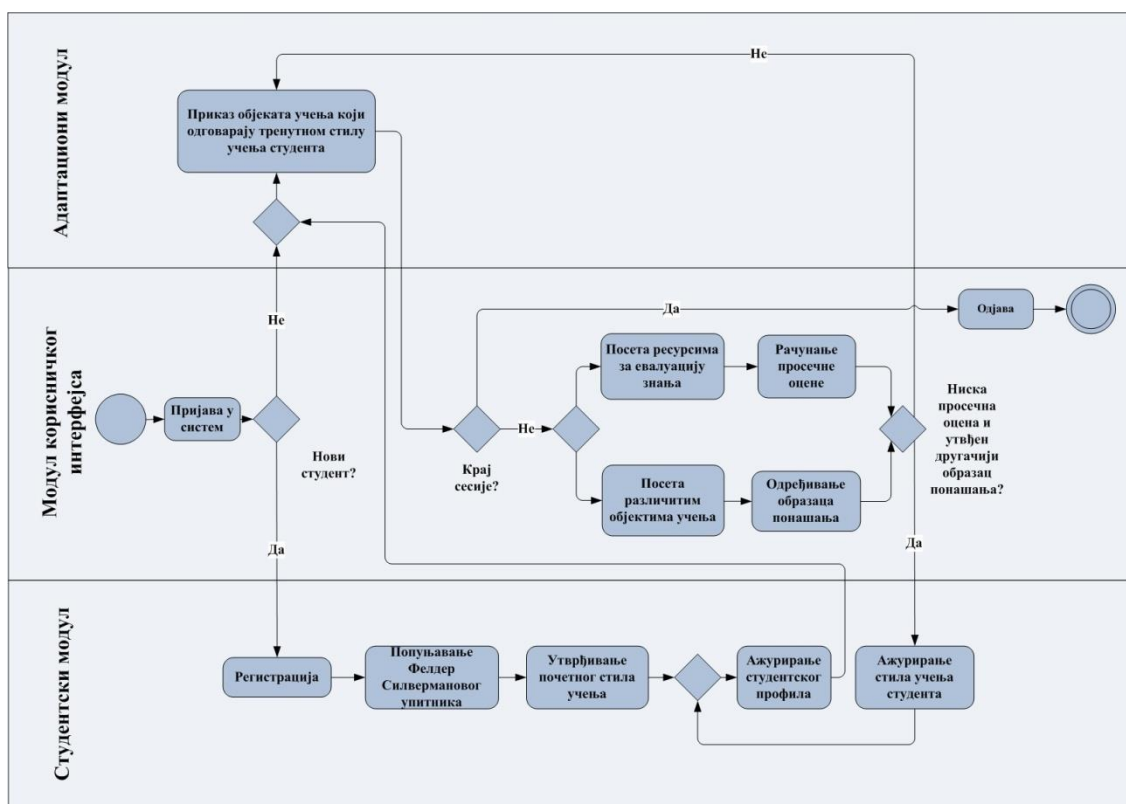 Адаптациони модул
Не
Приказ објеката учења који
одговарају тренутном стилу
учења студента
Модул корисничког
интерфејса
Не
Да
Одјава
Посета ресурсима
за евалуацију
знања
Рачунање
просечне
оцене
Пријава у
систем
Нови
студент?
Не
Крај
сесије?
Ниска
просечна
оцена и
утвђен
другачији
образац
понашања?
Посета
различитим
објектима учења
Одређивање
образаца
понашања
Да
Да
Студентски модул
Регистрација
Попуњавање
Фелдер
Силвермановог
упитника
Утврђивање
почетног стила
учења
Ажурирање
студентског
профила
Ажурирање
стила учења
студента